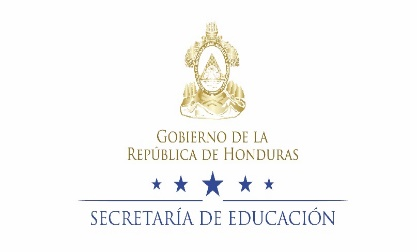 GOBIERNO DE LA
REPÚBLICA DE HONDURAS
SECRETARÍA DE EDUCACIÓN